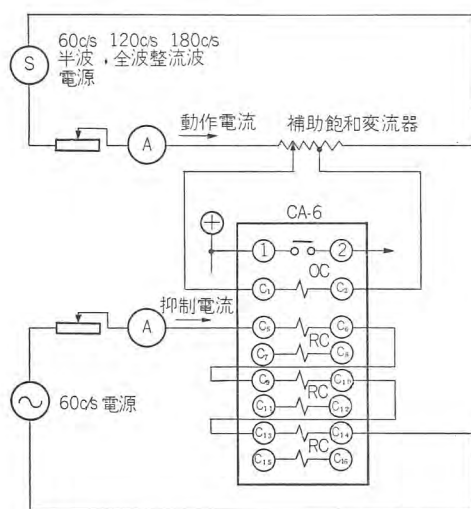 60c/s 120c/s 180c/s
半波，全波整流波
電源
S
A
動作電流
補助飽和変流器
CA-6
1
2
OC
C1
C2
抑制電流
A
C5
C6
RC
C7
C8
C9
C10
RC
C11
C12
C13
C14
RC
C15
C16
60c/s 電源